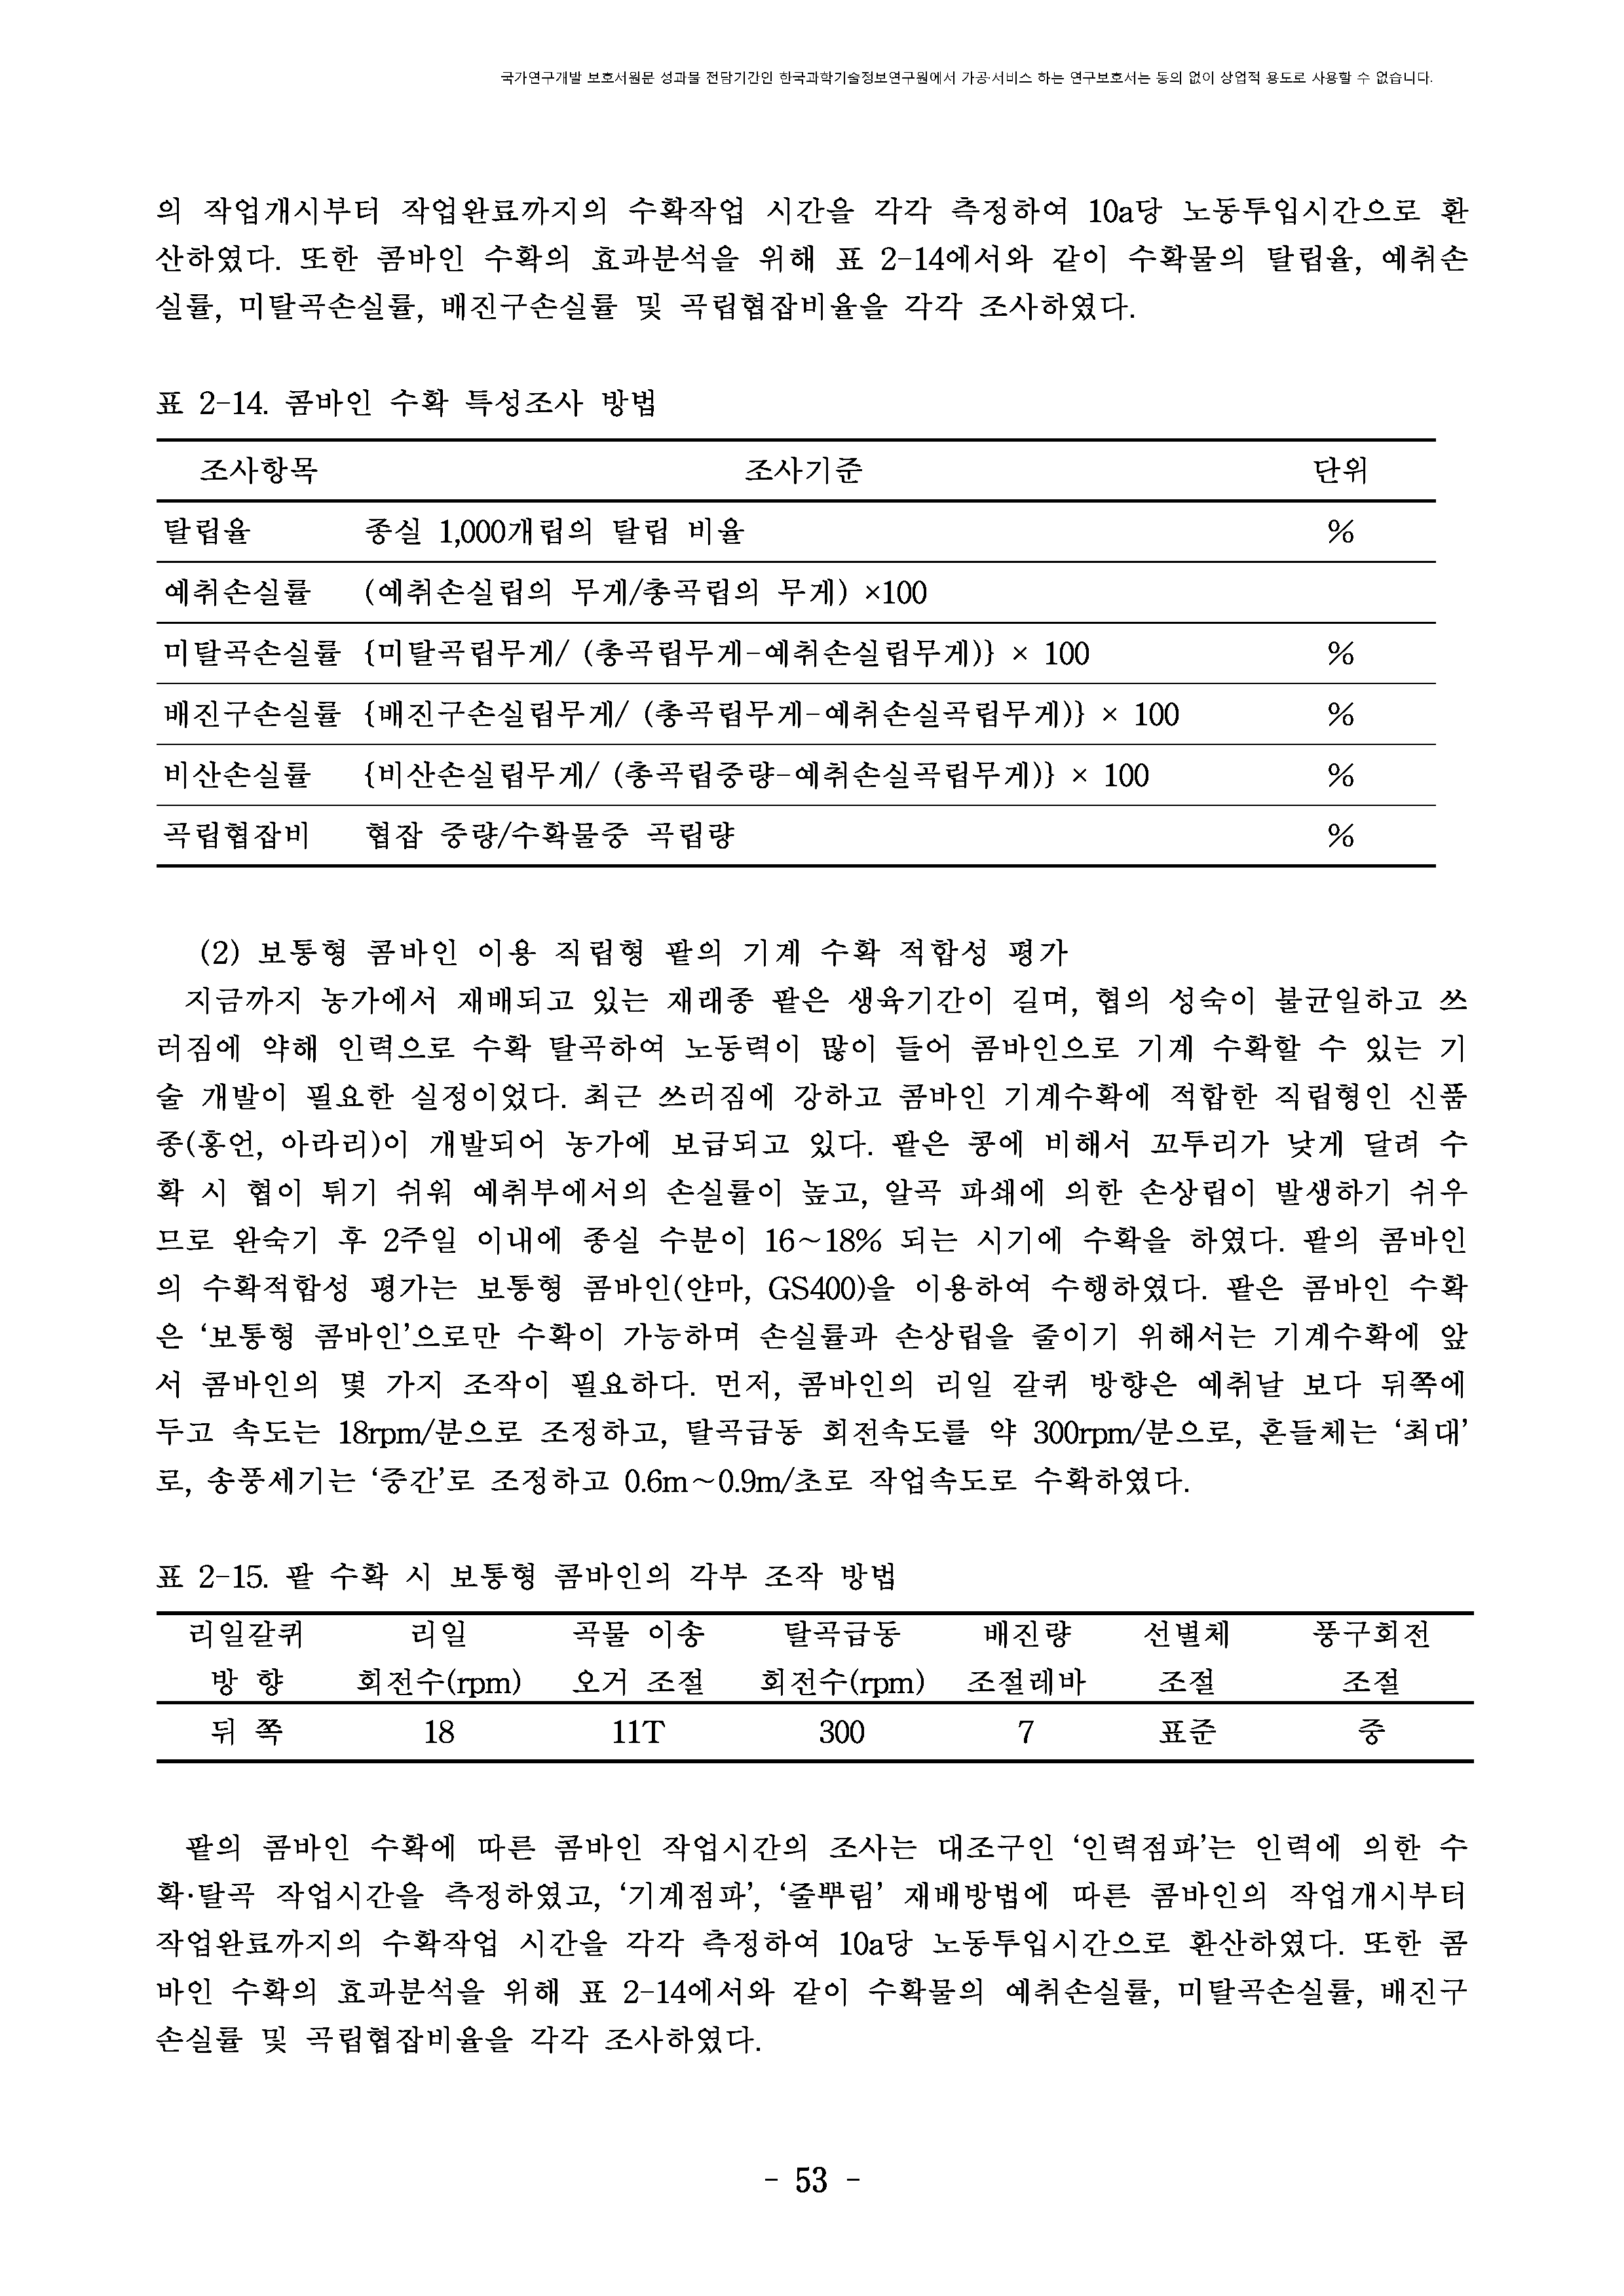 국가연구개발 보호서원문 성과물 전담기간인 한국과학기술정보연구원에서 가공·서비스 하는 연구보호서는 동의 없이 상업적 용도로 사용할 수 없습니다.
의 작업개시부터 작업완료까지의 수확작업 시간을 각각 측정하여 10a당 노동투입시간으로 환
산하였다. 또한 콤바인 수확의 효과분석을 위해 표 2-14에서와 같이 수확물의 탈립율, 예취손
실률, 미탈곡손실률, 배진구손실률 및 곡립협잡비율을 각각 조사하였다.
표 2-14. 콤바인 수확 특성조사 방법
조사항목 조사기준 단위
탈립율 종실 1,000개립의 탈립 비율 %
예취손실률 (예취손실립의 무게/총곡립의 무게) ×100
미탈곡손실률 {미탈곡립무게/ (총곡립무게-예취손실립무게)} × 100 %
배진구손실률 {배진구손실립무게/ (총곡립무게-예취손실곡립무게)} × 100 %
비산손실률 {비산손실립무게/ (총곡립중량-예취손실곡립무게)} × 100 %
곡립협잡비 협잡 중량/수확물중 곡립량 %
(2) 보통형 콤바인 이용 직립형 팥의 기계 수확 적합성 평가
지금까지 농가에서 재배되고 있는 재래종 팥은 생육기간이 길며, 협의 성숙이 불균일하고 쓰
러짐에 약해 인력으로 수확 탈곡하여 노동력이 많이 들어 콤바인으로 기계 수확할 수 있는 기
술 개발이 필요한 실정이었다. 최근 쓰러짐에 강하고 콤바인 기계수확에 적합한 직립형인 신품
종(홍언, 아라리)이 개발되어 농가에 보급되고 있다. 팥은 콩에 비해서 꼬투리가 낮게 달려 수
확 시 협이 튀기 쉬워 예취부에서의 손실률이 높고, 알곡 파쇄에 의한 손상립이 발생하기 쉬우
므로 완숙기 후 2주일 이내에 종실 수분이 16~18% 되는 시기에 수확을 하였다. 팥의 콤바인
의 수확적합성 평가는 보통형 콤바인(얀마, GS400)을 이용하여 수행하였다. 팥은 콤바인 수확
은 ‘보통형 콤바인’으로만 수확이 가능하며 손실률과 손상립을 줄이기 위해서는 기계수확에 앞
서 콤바인의 몇 가지 조작이 필요하다. 먼저, 콤바인의 리일 갈퀴 방향은 예취날 보다 뒤쪽에
두고 속도는 18rpm/분으로 조정하고, 탈곡급동 회전속도를 약 300rpm/분으로, 흔들체는 ‘최대’
로, 송풍세기는 ‘중간’로 조정하고 0.6m~0.9m/초로 작업속도로 수확하였다.
표 2-15. 팥 수확 시 보통형 콤바인의 각부 조작 방법
리일갈퀴 리일 곡물 이송 탈곡급동 배진량 선별체 풍구회전
방 향 회전수(rpm) 오거 조절 회전수(rpm) 조절레바 조절 조절
뒤 쪽 18 11T 300 7 표준 중
팥의 콤바인 수확에 따른 콤바인 작업시간의 조사는 대조구인 ‘인력점파’는 인력에 의한 수
확·탈곡 작업시간을 측정하였고, ‘기계점파’, ‘줄뿌림’ 재배방법에 따른 콤바인의 작업개시부터
작업완료까지의 수확작업 시간을 각각 측정하여 10a당 노동투입시간으로 환산하였다. 또한 콤
바인 수확의 효과분석을 위해 표 2-14에서와 같이 수확물의 예취손실률, 미탈곡손실률, 배진구
손실률 및 곡립협잡비율을 각각 조사하였다.
- 53 -